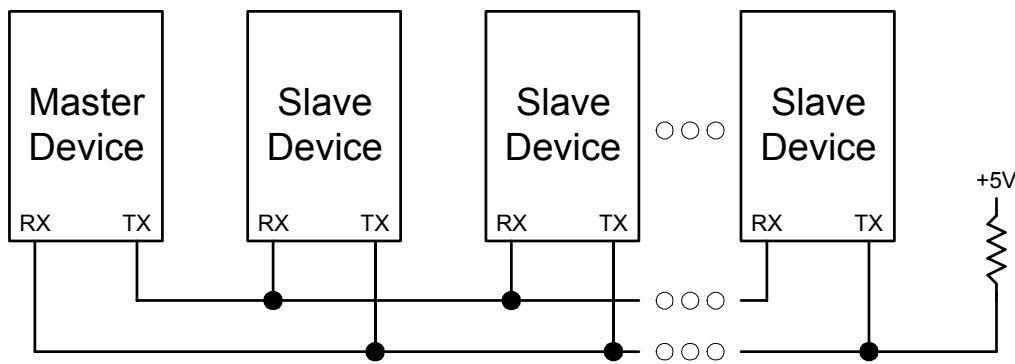 Master
Device
Slave
Device
Slave
Device
Slave
Device
+5V
RX TX
RX TX
RX TX
RX TX